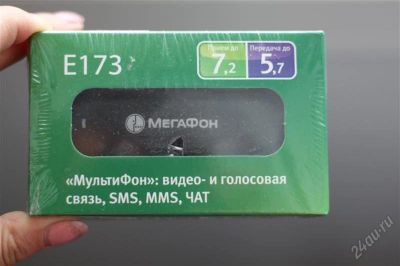 E173
Приём до
7,2
Передача до
5,7
МЕГАФОН
«МультиФон»: видео- и голосовая
связь, SMS, MMS, ЧАТ
24au.ru